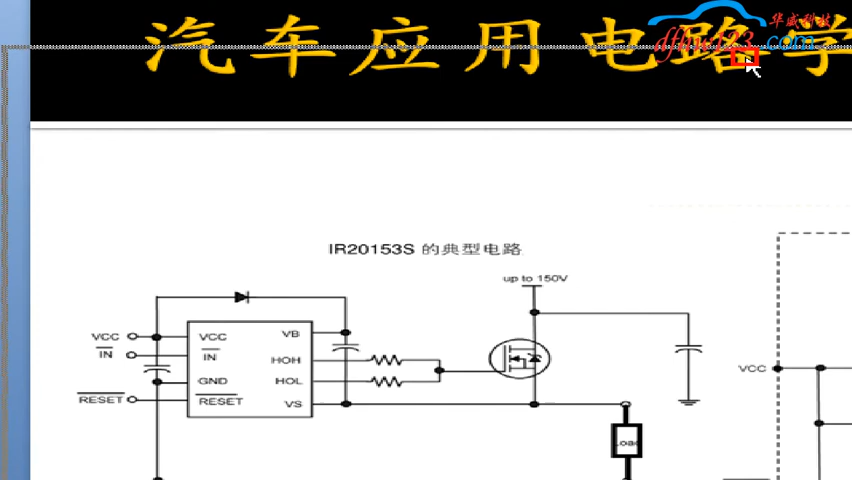 汽车应用电路学
华威科技
IR20153S 的典型电路
up to 150V
VCC
VCC
VB
IN
IN
HOH
GND
HOL
RESET
RESET
VS
VCC
Load